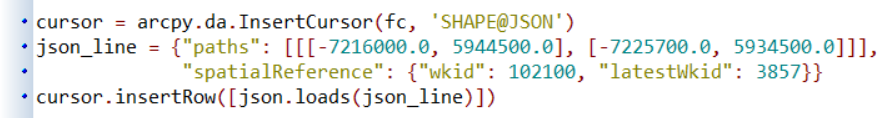 cursor = arcpy.da.InsertCursor(fc, 'SHAPE@JSON')
json_line = {"paths": [[[-7216000.0, 5944500.0], [-7225700.0, 5934500.0]]],
"spatialReference": {"wkid": 102100, "latestWkid": 3857}}
cursor.insertRow([json.loads(json_line)])